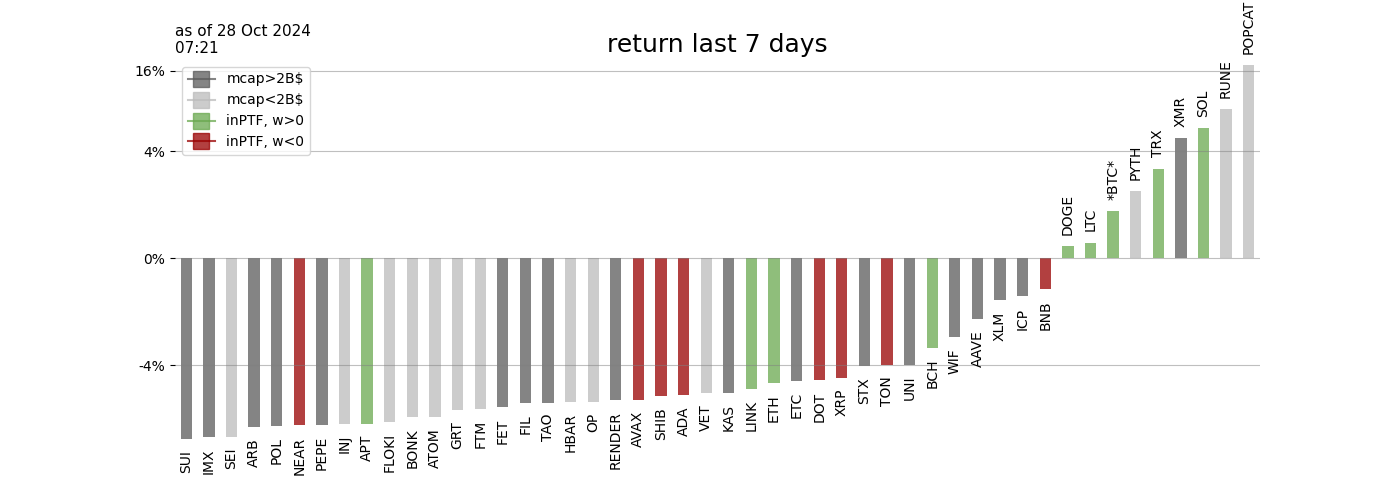 as of 28 Oct 2024
07:21
return last 7 days
mcap>2B$
mcap<2B$
inPTF, w>0
inPTF, w<0
16%
4%
0%
-4%
SUI
IMX
SEI
ARB
POL
NEAR
PEPE
INJ
APT
FLOKI
BONK
ATOM
GRT
FTM
FET
FIL
TAO
HBAR
OP
RENDER
AVAX
SHIB
ADA
VET
KAS
LINK
ETH
ETC
DOT
XRP
STX
TON
UNI
BCH
WIF
AAVE
XLM
ICP
BNB
DOGE
LTC
*BTC*
PYTH
TRX
XMR
SOL
RUNE
POPCAT